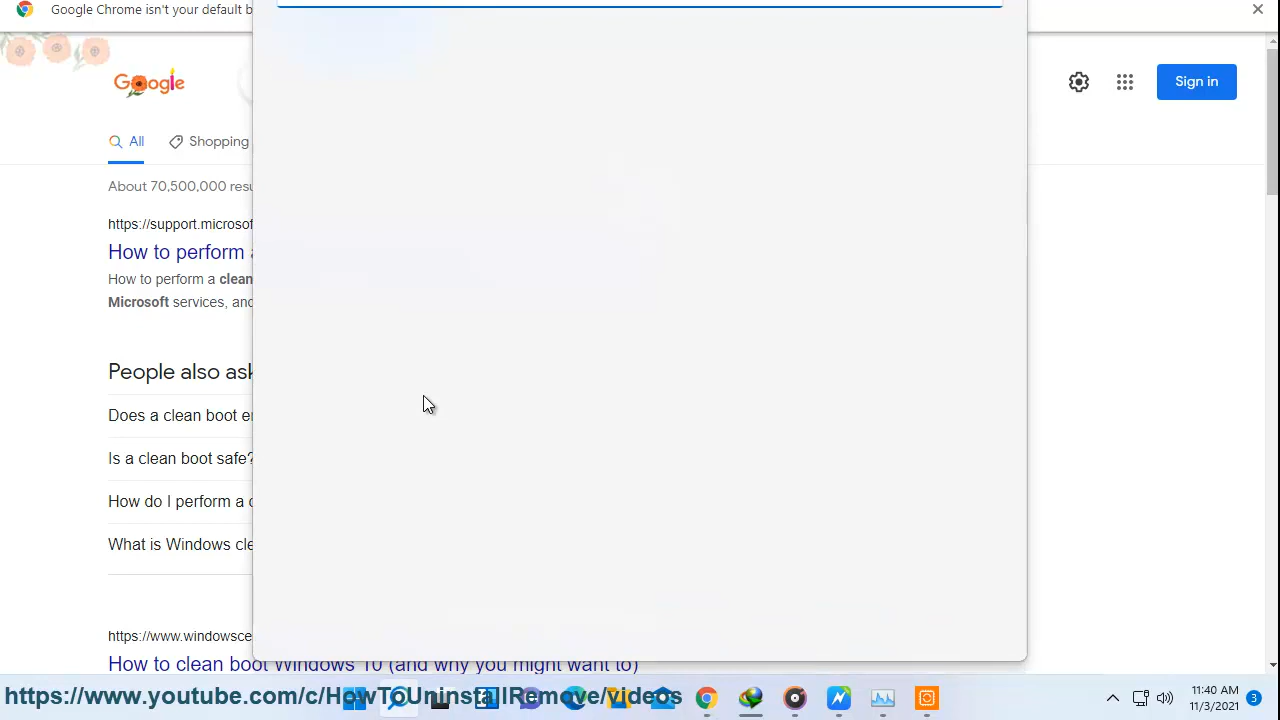 Google Chrome isn't your default b
Google
Sign in
All
Shopping
About 70,500,000 resu
https://support.microsof
How to perform a
How to perform a clean
Microsoft services, and
People also ask
Does a clean boot er
Is a clean boot safe?
How do I perform a c
What is Windows cle
https://www.windowsce
How to clean boot Windows 10 (and why you might want to)
https://www.youtube.com/c/HowToUninstallRemove/videos
11:40 AM
11/3/2021
3